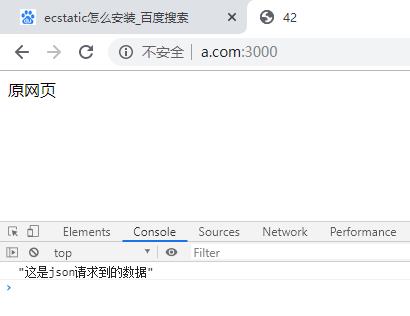 ecstatic怎么安装_百度搜索
42
不安全 | a.com:3000
原网页
Elements Console Sources Network Performance
top Filter
"这是json请求到的数据"